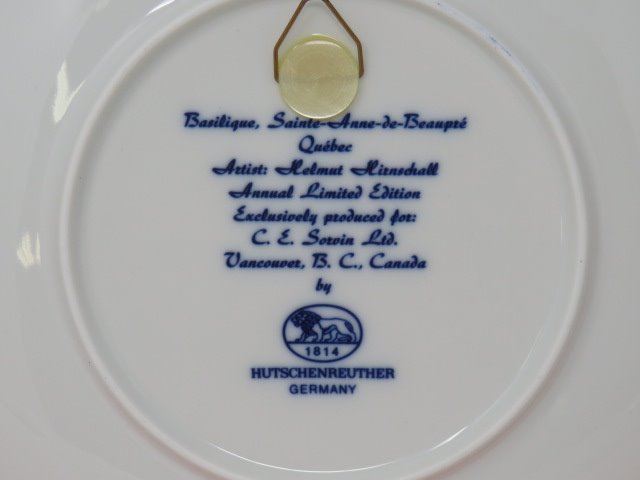 Basilique, Sainte-Anne-de-Beaupré
Québec
Artist: Helmut Hirnschall
Annual Limited Edition
Exclusively produced for:
C. E. Sorvin Ltd.
Vancouver, B. C., Canada
by
1814
HUTSCHENREUTHER
GERMANY